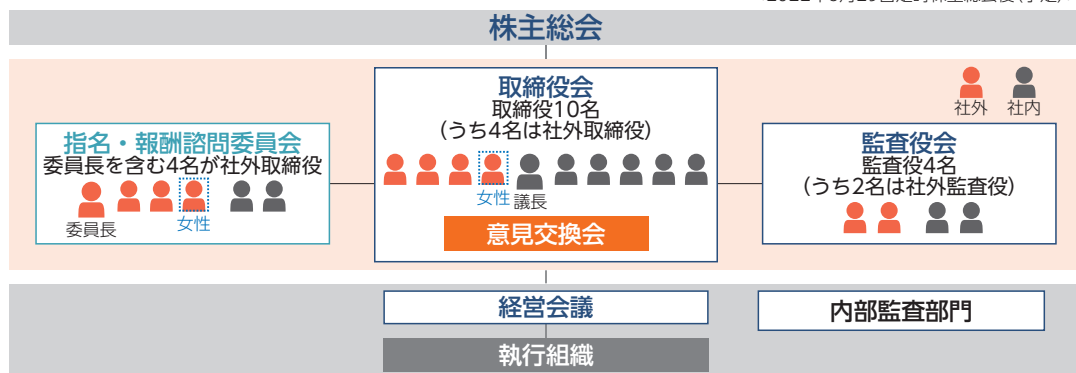 株主総会
取締役会
取締役10名
（うち4名は社外取締役）
女性 議長
意見交換会
社外 社内
指名・報酬諮問委員会
委員長を含む4名が社外取締役
委員長
女性
監査役会
監査役4名
（うち2名は社外監査役）
経営会議
内部監査部門
執行組織